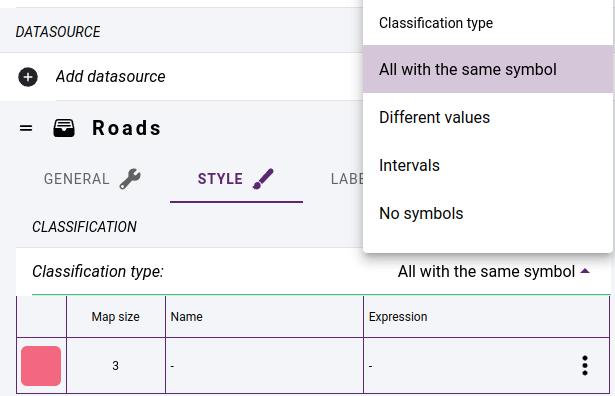 DATASOURCE
Add datasource
Roads
GENERAL
STYLE
LABE
CLASSIFICATION
Classification type:
All with the same symbol
Classification type
All with the same symbol
Different values
Intervals
No symbols
Map size
Name
Expression
3
-
-